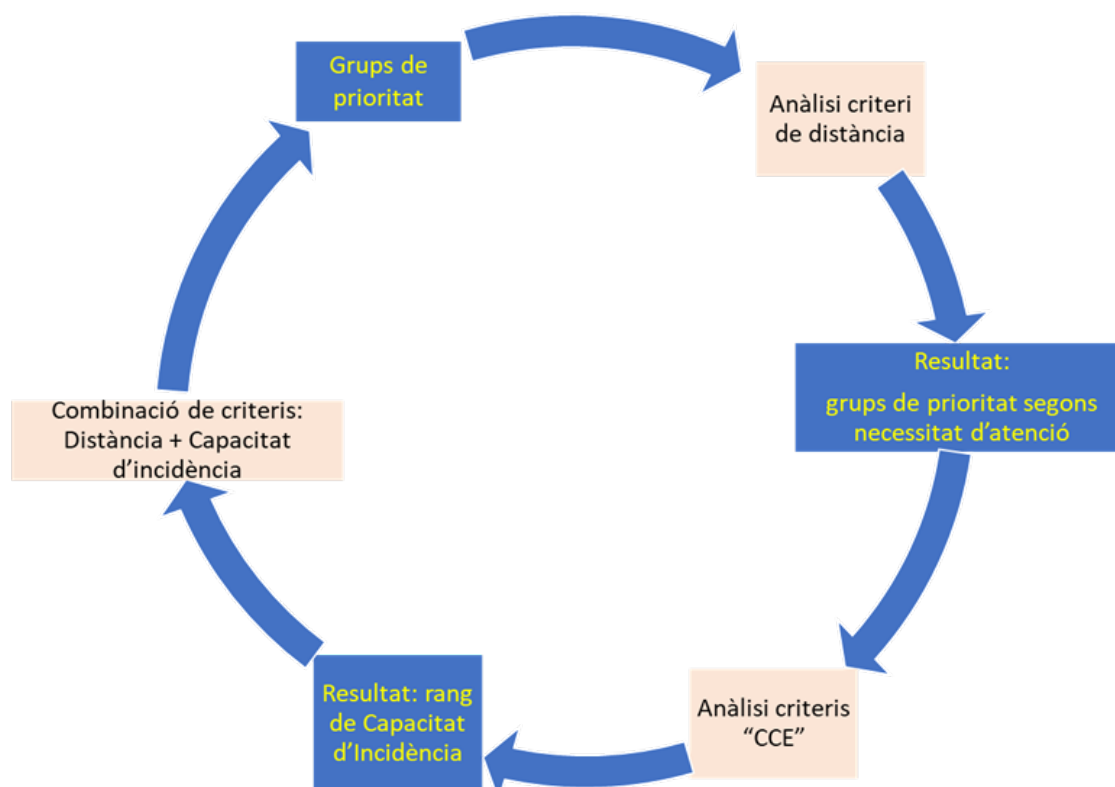 Grups de
prioritat
Anàlisi criteri
de distància
Resultat:
grups de prioritat segons
necessitat d'atenció
Anàlisi criteris
“CCE”
Resultat: rang
de Capacitat
d'Incidència
Combinació de criteris:
Distància + Capacitat
d'incidència